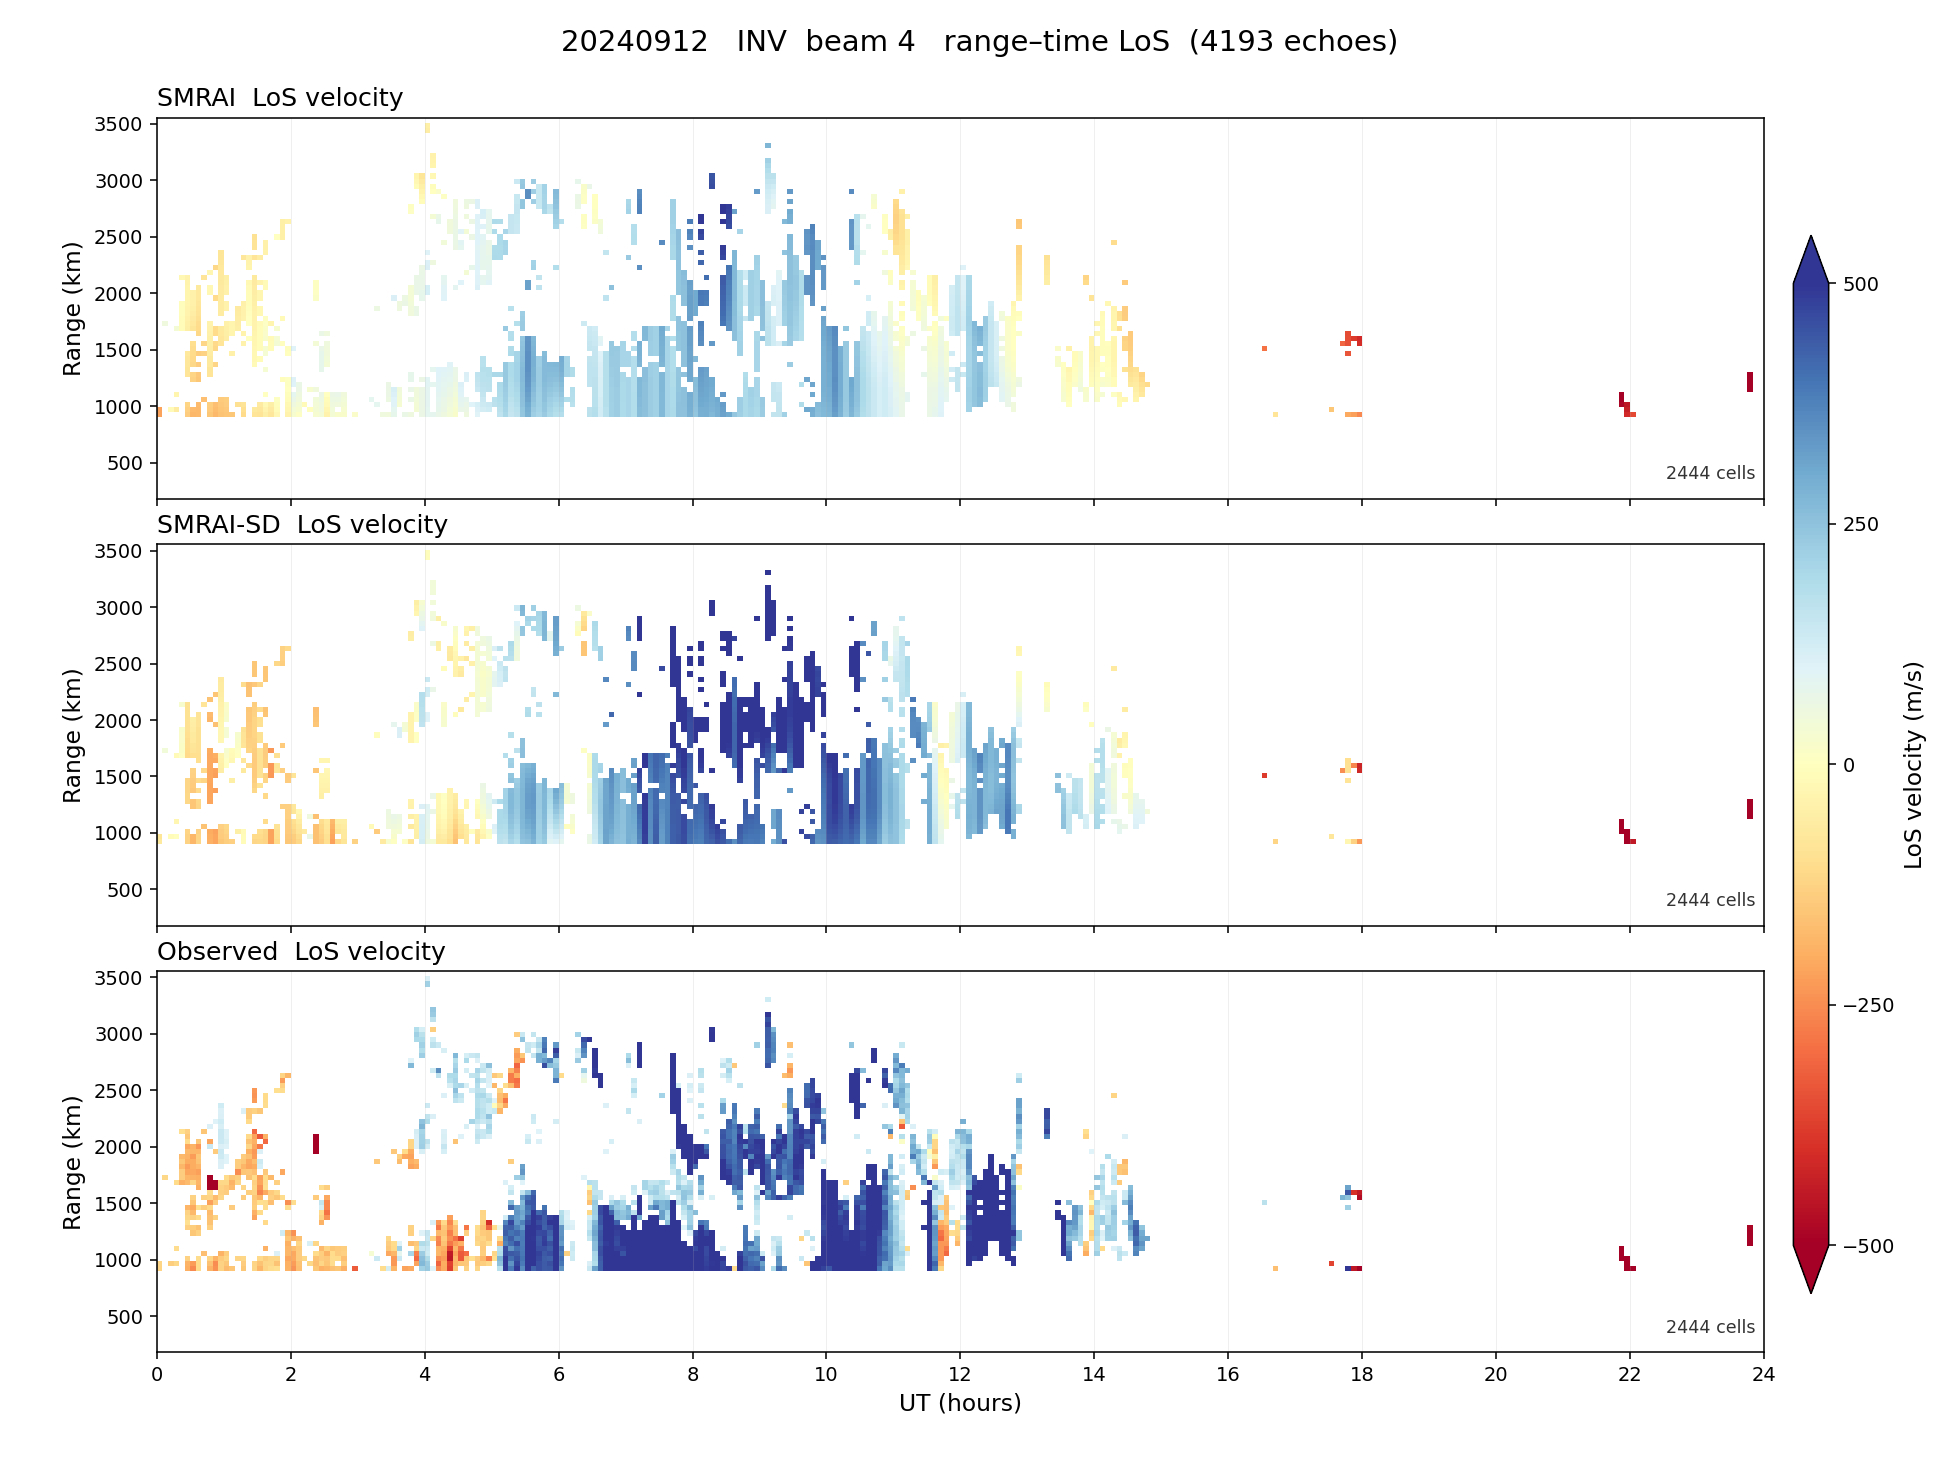 20240912   INV  beam 4   range–time LoS  (4193 echoes)
SMRAI  LoS velocity
3500
3000
2500
2000
1500
1000
500
Range (km)
2444 cells
SMRAI-SD  LoS velocity
3500
3000
2500
2000
1500
1000
500
Range (km)
2444 cells
Observed  LoS velocity
3500
3000
2500
2000
1500
1000
500
Range (km)
2444 cells
0 2 4 6 8 10 12 14 16 18 20 22 24
UT (hours)
500
250
0
−250
−500
LoS velocity (m/s)